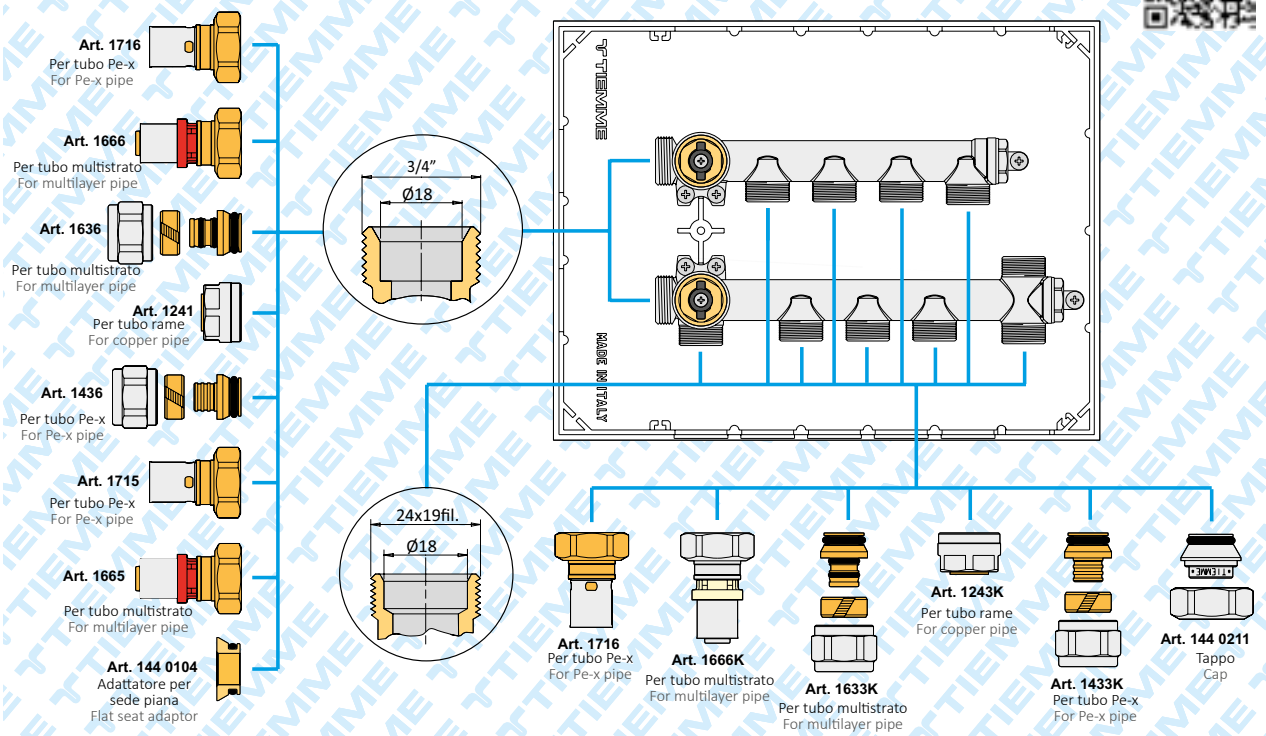 Art. 1716
Per tubo Pe-x
For Pe-x pipe
Art. 1666
Per tubo multistrato
For multilayer pipe
Art. 1636
Per tubo multistrato
For multilayer pipe
Art. 1241
Per tubo rame
For copper pipe
Art. 1436
Per tubo Pe-x
For Pe-x pipe
Art. 1715
Per tubo Pe-x
For Pe-x pipe
Art. 1665
Per tubo multistrato
For multilayer pipe
Art. 144 0104
Adattatore per
sede piana
Flat seat adaptor
3/4"
Ø18
24x19fil.
Ø18
TIEMME
MADE IN ITALY
Art. 1716
Per tubo Pe-x
For Pe-x pipe
Art. 1666K
Per tubo multistrato
For multilayer pipe
Art. 1633K
Per tubo multistrato
For multilayer pipe
Art. 1243K
Per tubo rame
For copper pipe
Art. 1433K
Per tubo Pe-x
For Pe-x pipe
•TIEMME•
Art. 144 0211
Tappo
Cap
TIEMME